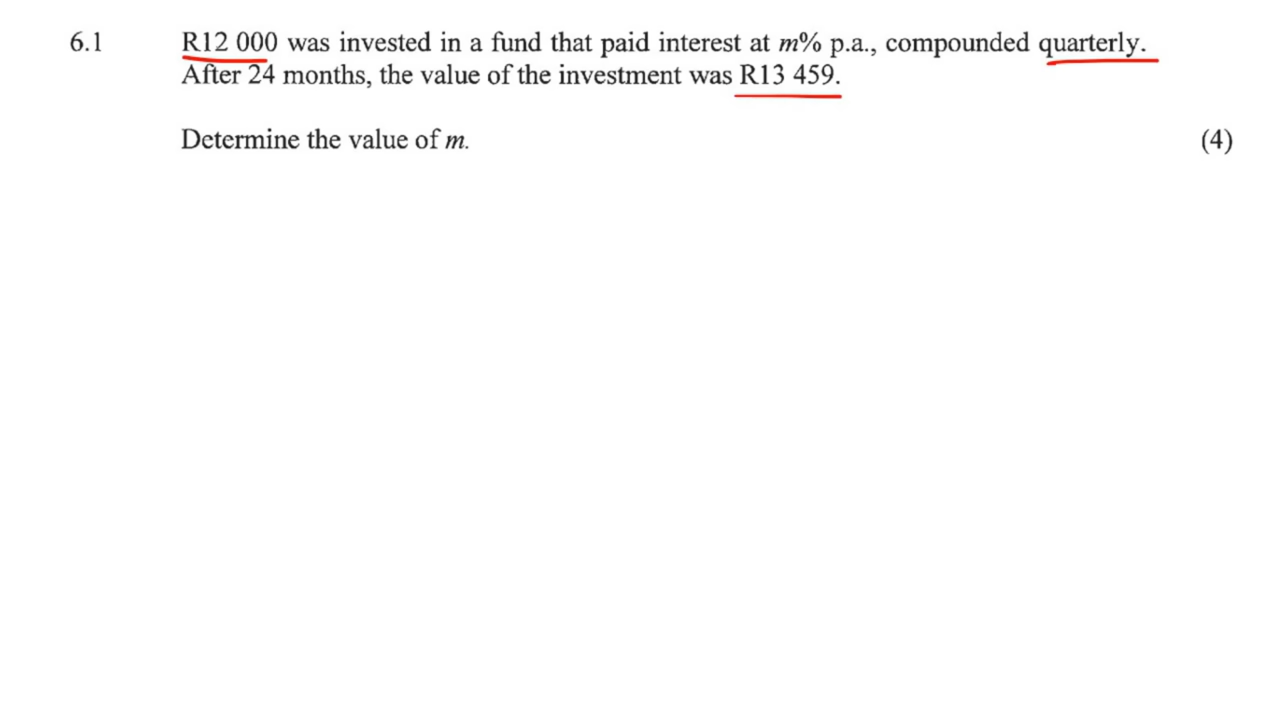 6.1 R12 000 was invested in a fund that paid interest at m% p.a., compounded quarterly.
After 24 months, the value of the investment was R13 459.
Determine the value of m. (4)